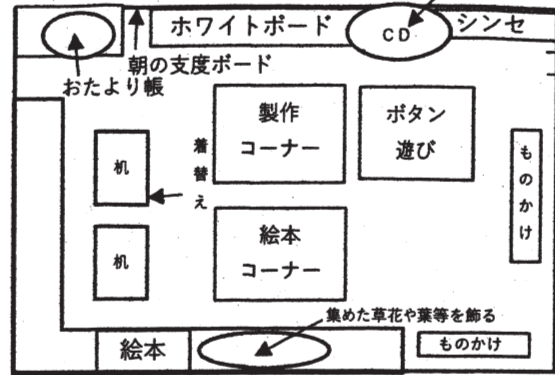 ホワイトボード
CD
シンセ
朝の支度ボード
おたより帳
製作
コーナー
ボタン
遊び
着替え
机
ものかけ
机
絵本
コーナー
集めた草花や葉等を飾る
絵本
ものかけ